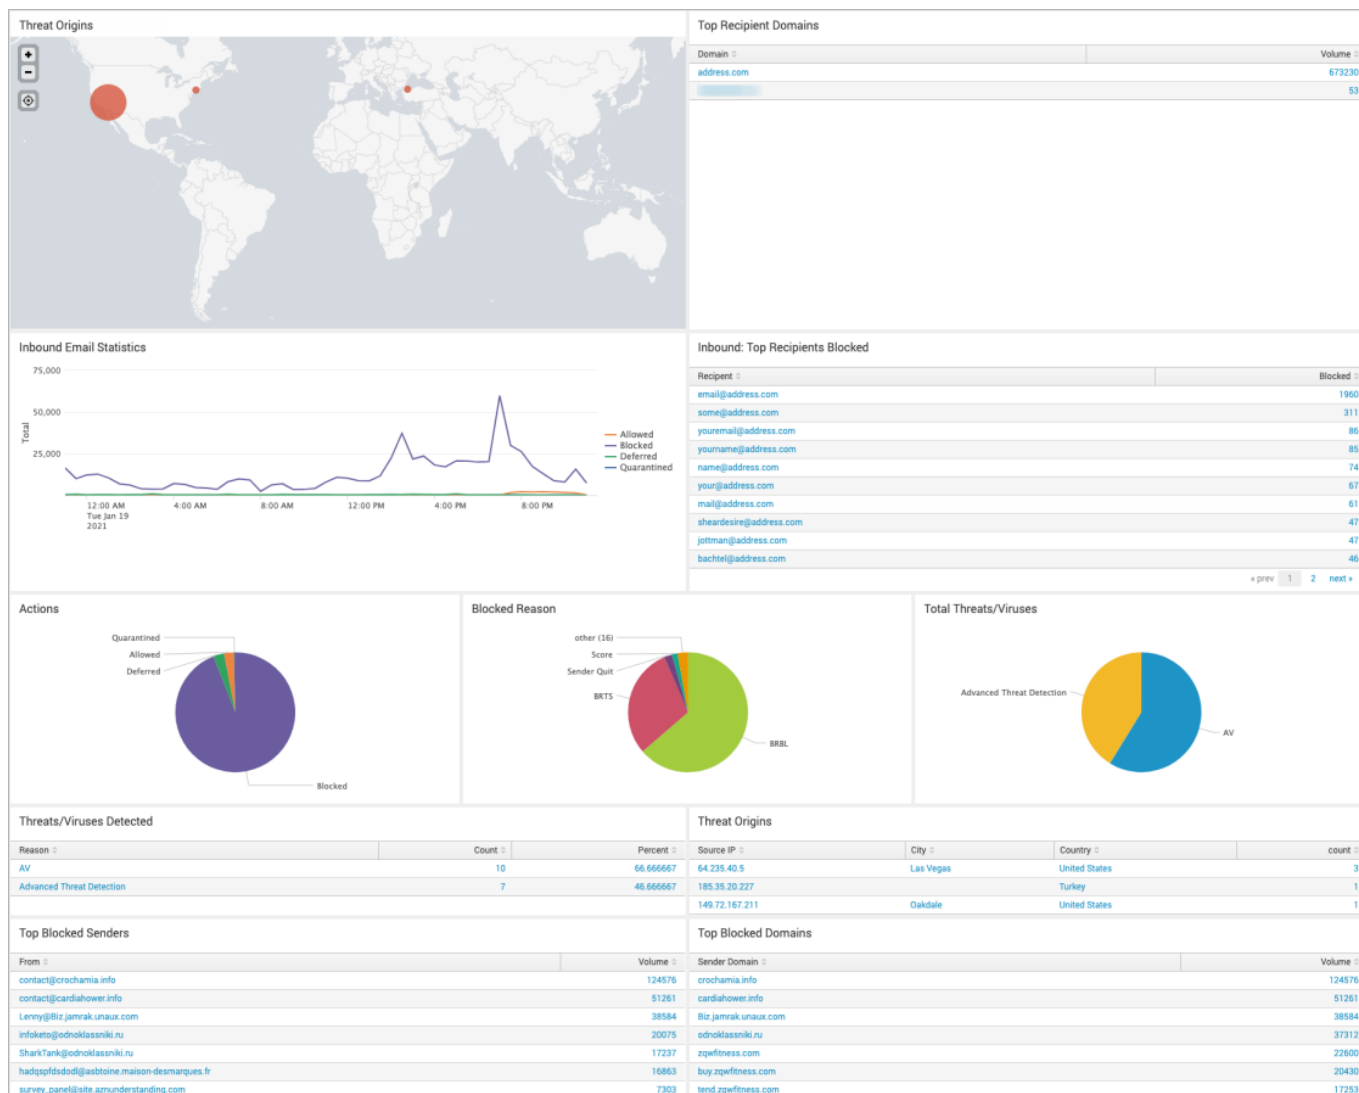 Threat Origins
+
−
Top Recipient Domains
Domain Volume
address.com 673230
53
Inbound Email Statistics
75,000
50,000
25,000
Total
12:00 AM 4:00 AM 8:00 AM 12:00 PM 4:00 PM 8:00 PM
Tue Jan 19
2021
Allowed
Blocked
Deferred
Quarantined
Inbound: Top Recipients Blocked
Recipent Blocked
email@address.com 1960
some@address.com 311
youremail@address.com 86
yourname@address.com 85
name@address.com 74
your@address.com 67
mail@address.com 61
sheardesire@address.com 47
jottman@address.com 47
bachtel@address.com 46
« prev 1 2 next »
Actions
Quarantined
Allowed
Deferred
Blocked
Blocked Reason
other (16)
Score
Sender Quit
BRTS
BRBL
Total Threats/Viruses
Advanced Threat Detection
AV
Threats/Viruses Detected
Reason Count Percent
AV 10 66.666667
Advanced Threat Detection 7 46.666667
Threat Origins
Source IP City Country count
64.235.40.5 Las Vegas United States 3
185.35.20.227 Turkey 1
149.72.167.211 Oakdale United States 1
Top Blocked Senders
From Volume
contact@crochamia.info 124576
contact@cardiahower.info 51261
Lenny@Biz.jamrak.unaux.com 38584
infoketo@odnoklassniki.ru 20075
SharkTank@odnoklassniki.ru 17237
hadqspfdsdodl@asbtoine.maison-desmarques.fr 16863
survey_panel@site.aznunderstanding.com 7303
Top Blocked Domains
Sender Domain Volume
crochamia.info 124576
cardiahower.info 51261
Biz.jamrak.unaux.com 38584
odnoklassniki.ru 37312
zqwfitness.com 22600
buy.zqwfitness.com 20430
tend.zqwfitness.com 17253